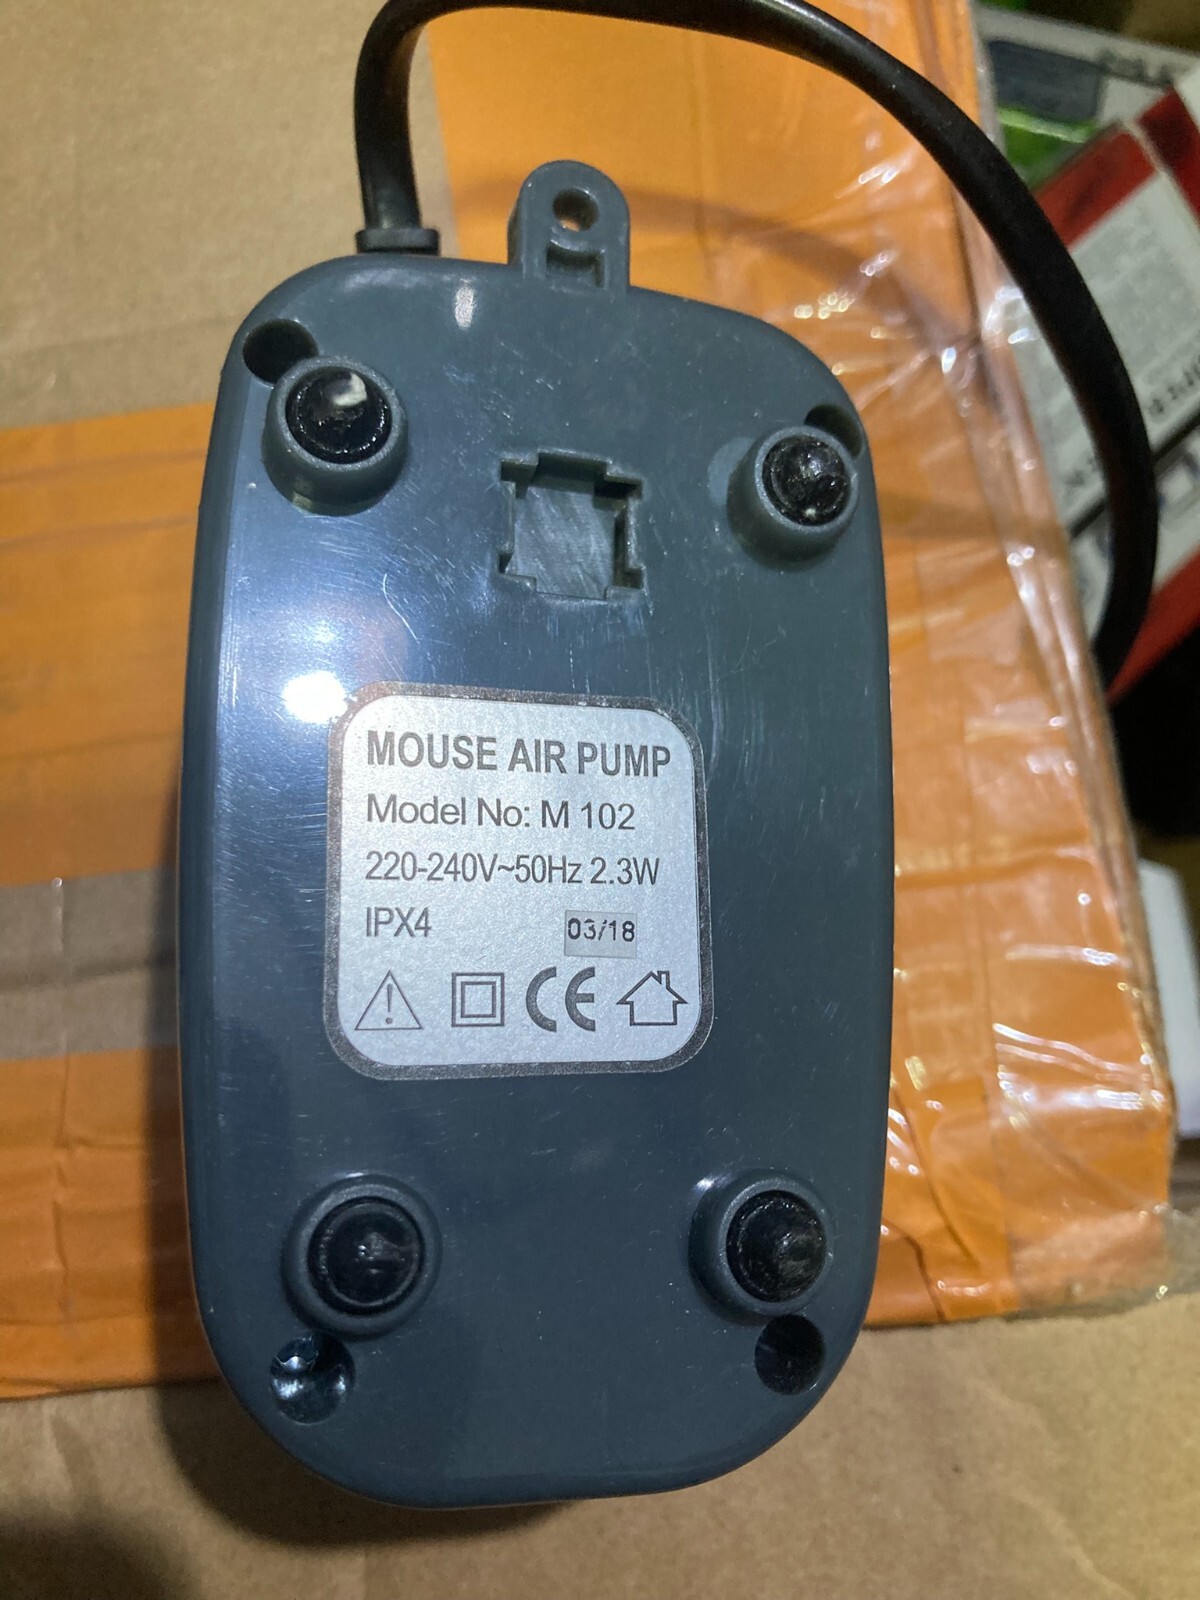 MOUSE AIR PUMP
Model No: M 102
220-240V~50Hz 2.3W
IPX4 03/18
CE